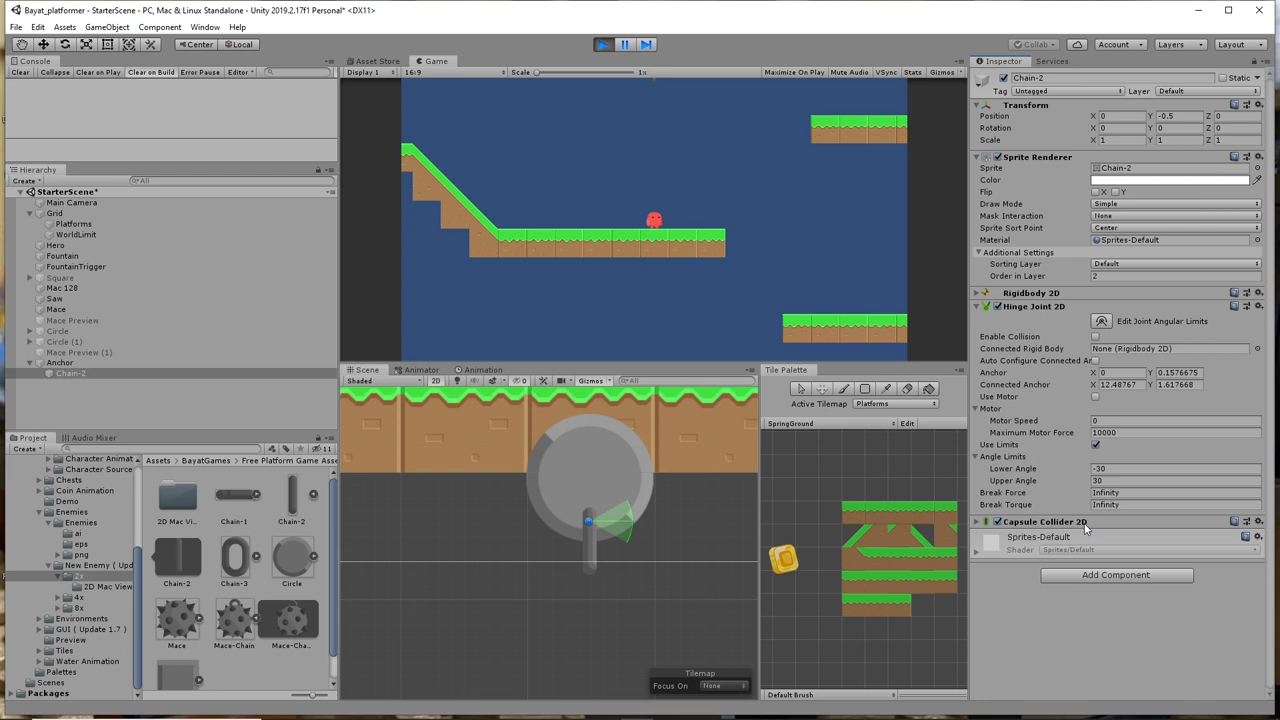 Bayat_platformer - StarterScene - PC, Mac & Linux Standalone - Unity 2019.2.17f1 Personal* <DX11>
File Edit Assets GameObject Component Window Help
Center Local Collab Account Layers Layout
Console Asset Store Game Inspector Services
Clear Collapse Clear on Play Clear on Build Error Pause Editor
Display 1 16:9 Scale 1x Maximize On Play Mute Audio VSync Stats Gizmos
Chain-2 Static
Tag Untagged Layer Default
Transform
Position X 0 Y -0.5 Z 0
Rotation X 0 Y 0 Z 0
Scale X 1 Y 1 Z 1
Sprite Renderer
Sprite Chain-2
Color
Flip X Y
Draw Mode Simple
Mask Interaction None
Sprite Sort Point Center
Material Sprites-Default
Additional Settings
Sorting Layer Default
Order in Layer 2
Rigidbody 2D
Hinge Joint 2D
Edit Joint Angular Limits
Enable Collision
Connected Rigid Body None (Rigidbody 2D)
Auto Configure Connected An
Anchor X 0 Y 0.1576675
Connected Anchor X 12.48767 Y 1.617668
Use Motor
Motor
Motor Speed 0
Maximum Motor Force 10000
Use Limits
Angle Limits
Lower Angle -30
Upper Angle 30
Break Force Infinity
Break Torque Infinity
Capsule Collider 2D
Sprites-Default
Shader Sprites/Default
Add Component
Hierarchy
Create All
StarterScene*
Main Camera
Grid
Platforms
WorldLimit
Hero
Fountain
FountainTrigger
Square
Mac 128
Saw
Mace
Mace Preview
Circle
Circle (1)
Mace Preview (1)
Anchor
Chain-2
Scene Animator Animation
Shaded 2D 0 Gizmos All
Tilemap
Focus On None
Tile Palette
Active Tilemap Platforms
SpringGround Edit
Default Brush
Project Audio Mixer
Create 11
Character Animat
Character Source
Chests
Coin Animation
Demo
Enemies
Enemies
ai
eps
png
New Enemy ( Upd
2x
2D Mac View
4x
8x
Environments
GUI ( Update 1.7 )
Preview
Tiles
Water Animation
Palettes
Scenes
Packages
Assets > BayatGames > Free Platform Game Asse
2D Mac Vi... Chain-1 Chain-2
Chain-2 Chain-3 Circle
Mace Mace-Chain Mace-Cha...